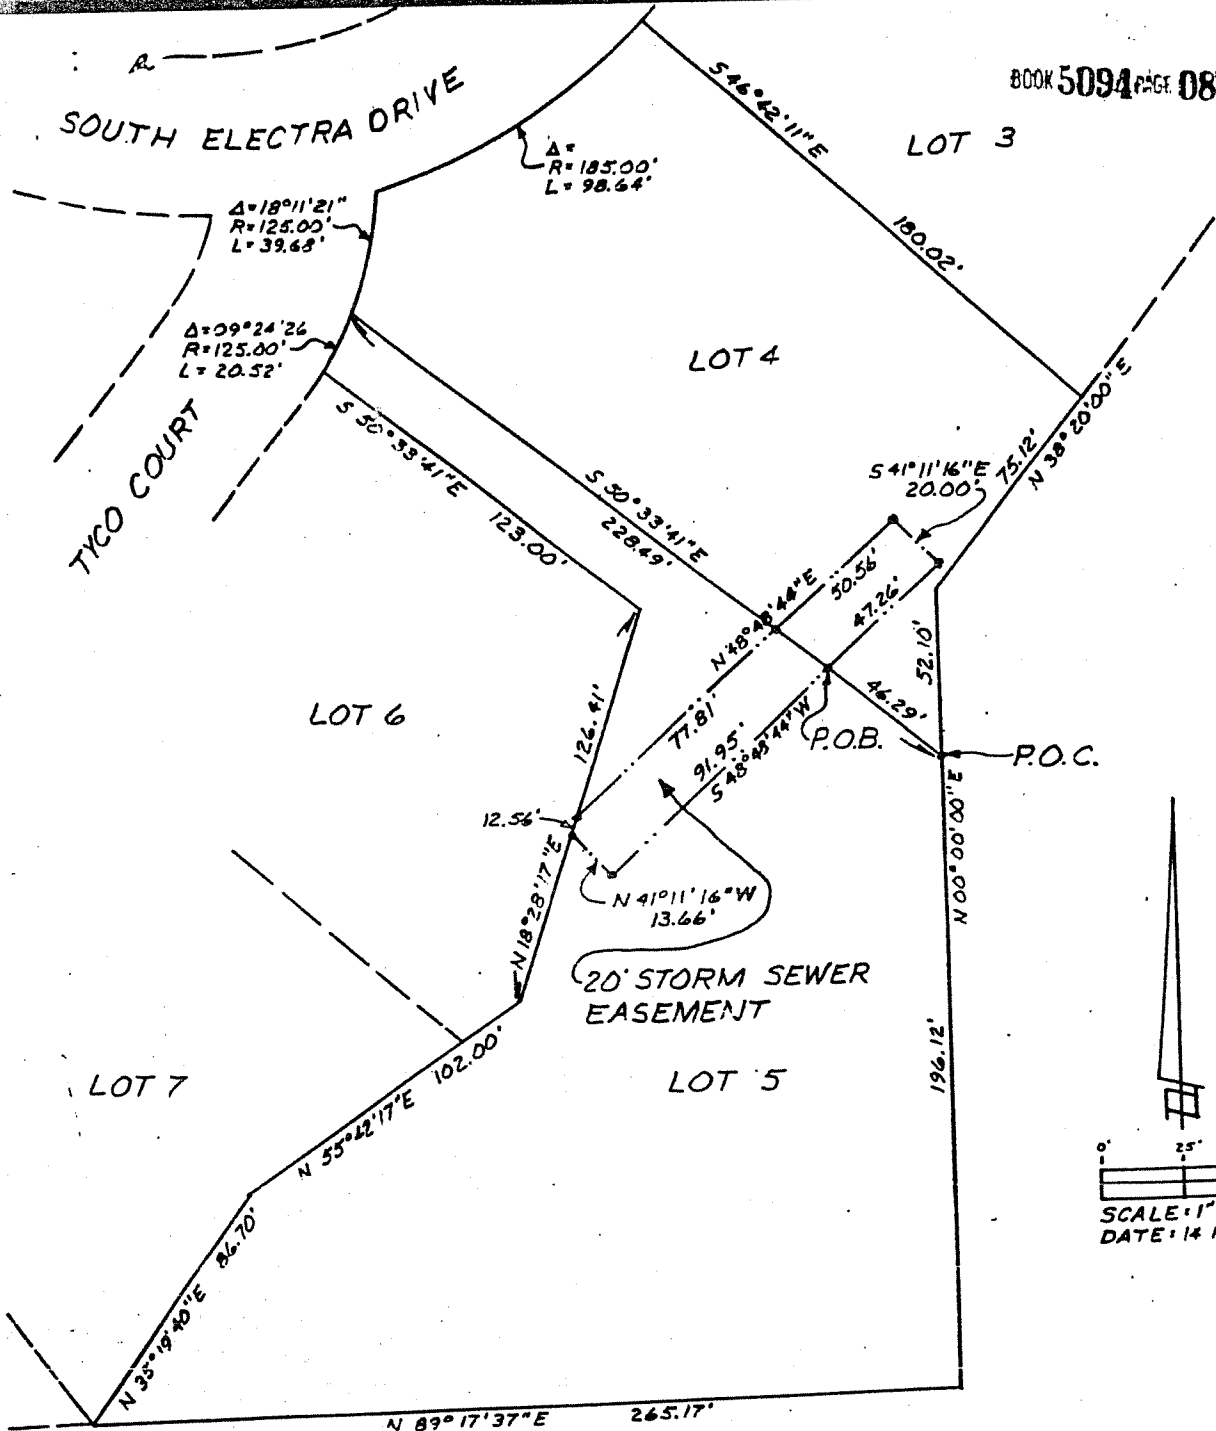 BOOK 5094 PAGE 08
R
SOUTH ELECTRA DRIVE
Δ=
R=185.00'
L=98.64'
S 46°42'11"E
180.02'
LOT 3
Δ=18°11'21"
R=125.00'
L=39.68'
Δ=09°24'26
R=125.00'
L=20.52'
TYCO COURT
LOT 4
S 50°33'41"E
123.00'
S 50°33'41"E
228.49'
S 41°11'16"E
20.00'
75.12'
N 38°20'00"E
N 48°48'44"E
50.56'
47.26'
52.10'
46.29'
LOT 6
126.41'
77.81'
91.95'
S 48°48'44"W
P.O.B.
P.O.C.
12.56'
N 18°28'17"E
N 41°11'16"W
13.66'
N 00°00'00"E
196.12'
20' STORM SEWER
EASEMENT
LOT 7
LOT 5
N 55°42'17"E
102.00'
N 35°19'40"E
86.70'
0'
25'
SCALE: 1"
DATE: 14
N 89°17'37"E
265.17'